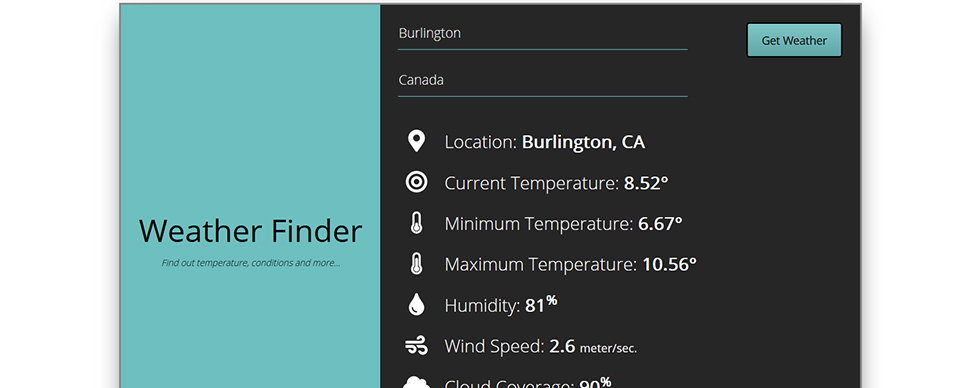 Burlington
Get Weather
Canada
Location: Burlington, CA
Current Temperature: 8.52°
Minimum Temperature: 6.67°
Weather Finder
Find out temperature, conditions and more...
Maximum Temperature: 10.56°
Humidity: 81%
Wind Speed: 2.6 meter/sec.
Cloud Coverage: 90%